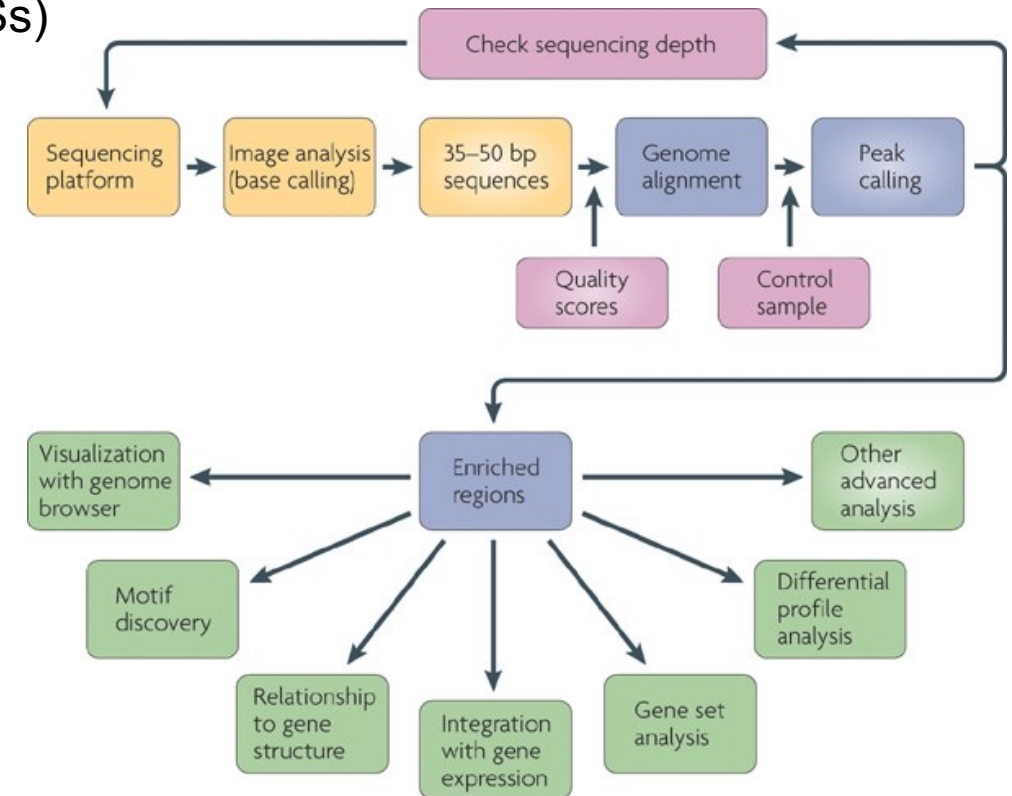 Ss)
Check sequencing depth
Sequencing
platform
Image analysis
(base calling)
35–50 bp
sequences
Genome
alignment
Peak
calling
Quality
scores
Control
sample
Visualization
with genome
browser
Enriched
regions
Other
advanced
analysis
Motif
discovery
Differential
profile
analysis
Relationship
to gene
structure
Integration
with gene
expression
Gene set
analysis